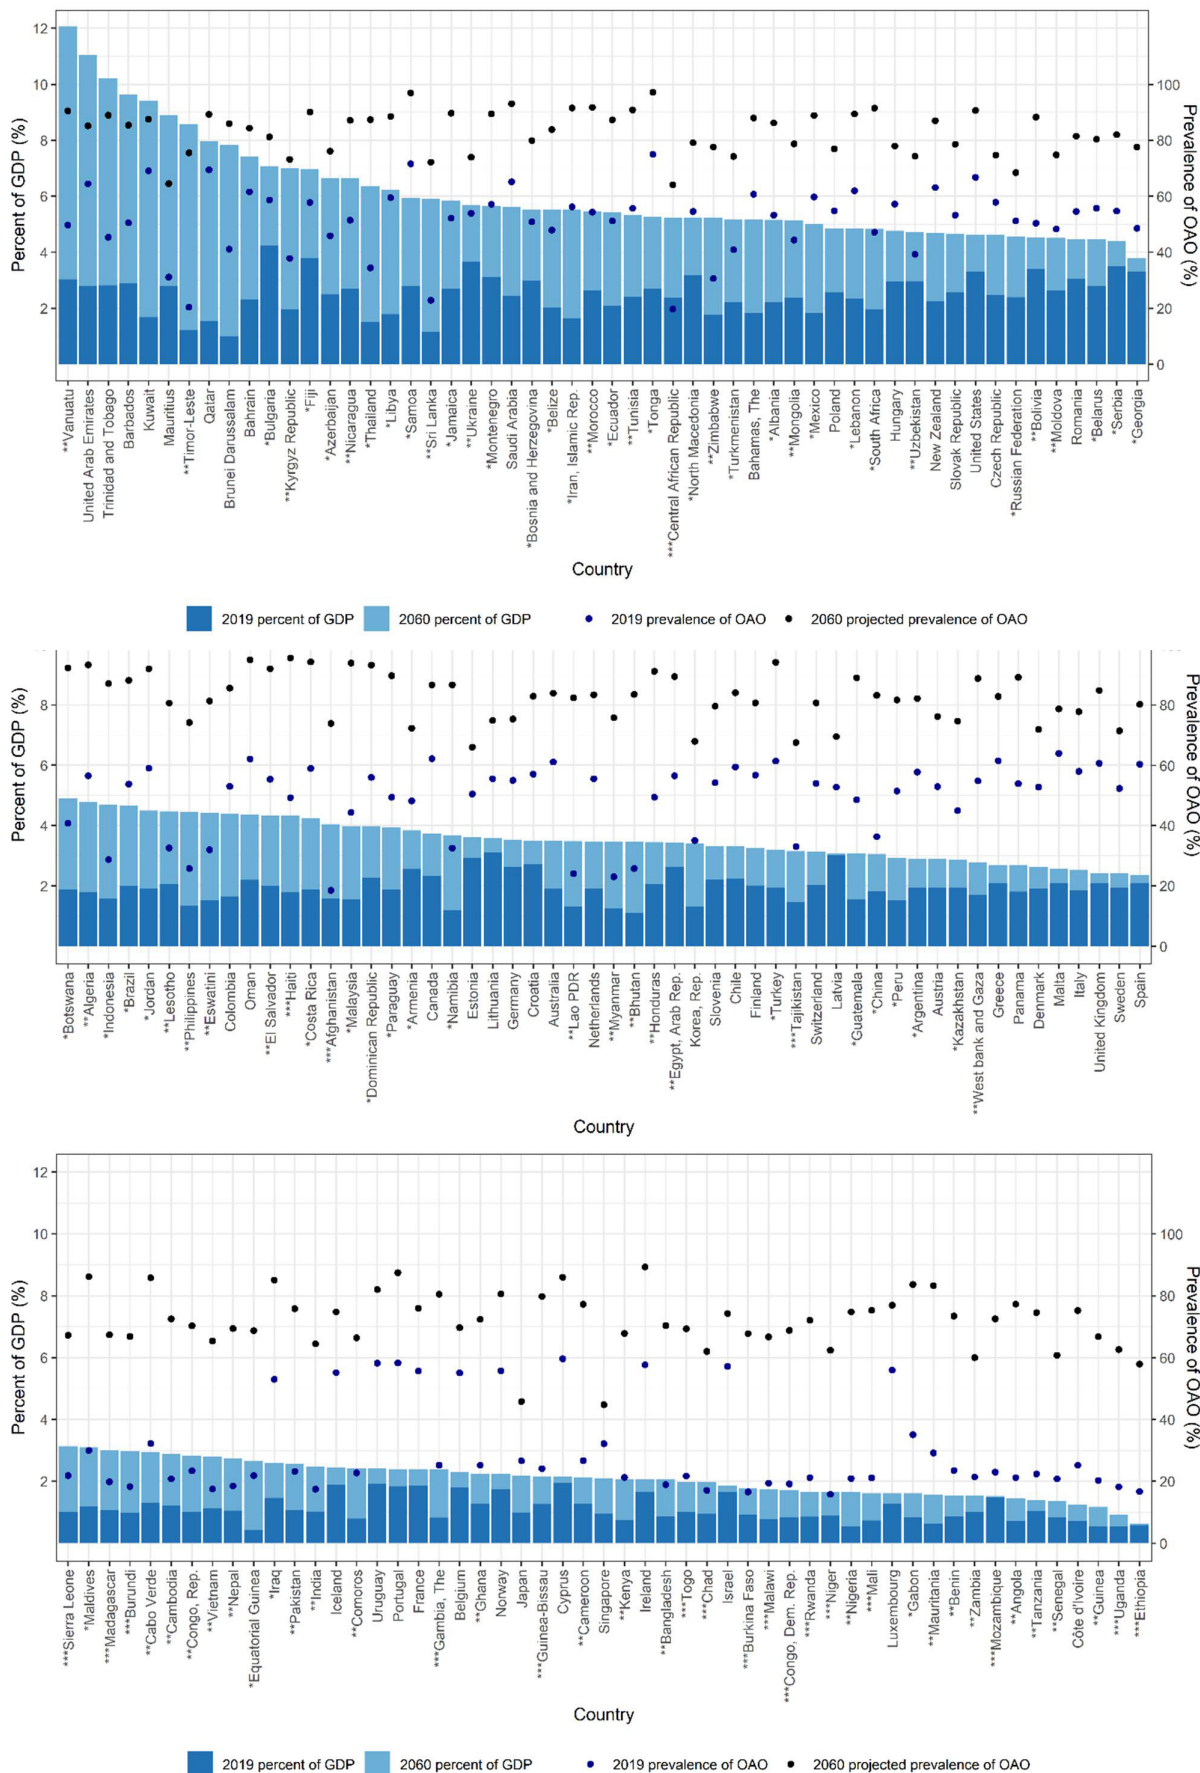 12
10
8
6
4
2
Percent of GDP (%)
100
80
60
40
20
0
Prevalence of OAO (%)
**Vanuatu
United Arab Emirates
Trinidad and Tobago
Barbados
Kuwait
Mauritius
**Timor-Leste
Qatar
Brunei Darussalam
Bahrain
*Bulgaria
**Kyrgyz Republic
*Fiji
*Azerbaijan
**Nicaragua
*Thailand
*Libya
*Samoa
**Sri Lanka
*Jamaica
**Ukraine
*Montenegro
Saudi Arabia
*Bosnia and Herzegovina
*Belize
*Iran, Islamic Rep.
**Morocco
*Ecuador
**Tunisia
*Tonga
***Central African Republic
*North Macedonia
**Zimbabwe
*Turkmenistan
Bahamas, The
*Albania
**Mongolia
*Mexico
Poland
*Lebanon
*South Africa
Hungary
**Uzbekistan
New Zealand
Slovak Republic
United States
Czech Republic
*Russian Federation
**Bolivia
**Moldova
Romania
*Belarus
*Serbia
*Georgia
Country
2019 percent of GDP 2060 percent of GDP 2019 prevalence of OAO 2060 projected prevalence of OAO
8
6
4
2
Percent of GDP (%)
80
60
40
20
0
Prevalence of OAO (%)
*Botswana
**Algeria
*Indonesia
*Brazil
*Jordan
**Lesotho
**Philippines
**Eswatini
Colombia
Oman
**El Salvador
***Haiti
*Costa Rica
***Afghanistan
*Malaysia
*Dominican Republic
*Paraguay
*Armenia
Canada
*Namibia
Estonia
Lithuania
Germany
Croatia
Australia
**Lao PDR
Netherlands
**Myanmar
**Bhutan
**Honduras
**Egypt, Arab Rep.
Korea, Rep.
Slovenia
Chile
Finland
*Turkey
***Tajikistan
Switzerland
Latvia
*Guatemala
*China
*Peru
*Argentina
Austria
*Kazakhstan
**West bank and Gaza
Greece
Panama
Denmark
Malta
Italy
United Kingdom
Sweden
Spain
Country
12
10
8
6
4
2
Percent of GDP (%)
100
80
60
40
20
0
Prevalence of OAO (%)
***Sierra Leone
*Maldives
***Madagascar
***Burundi
**Cabo Verde
**Cambodia
**Congo, Rep.
**Vietnam
**Nepal
*Equatorial Guinea
*Iraq
**Pakistan
**India
Iceland
**Comoros
Uruguay
Portugal
France
***Gambia, The
Belgium
**Ghana
Norway
Japan
***Guinea-Bissau
Cyprus
**Cameroon
Singapore
**Kenya
Ireland
**Bangladesh
***Togo
***Chad
Israel
***Burkina Faso
***Malawi
***Congo, Dem. Rep.
***Rwanda
***Niger
**Nigeria
***Mali
Luxembourg
*Gabon
**Mauritania
**Benin
**Zambia
***Mozambique
**Angola
**Tanzania
**Senegal
Côte d'Ivoire
**Guinea
***Uganda
***Ethiopia
Country
2019 percent of GDP 2060 percent of GDP 2019 prevalence of OAO 2060 projected prevalence of OAO